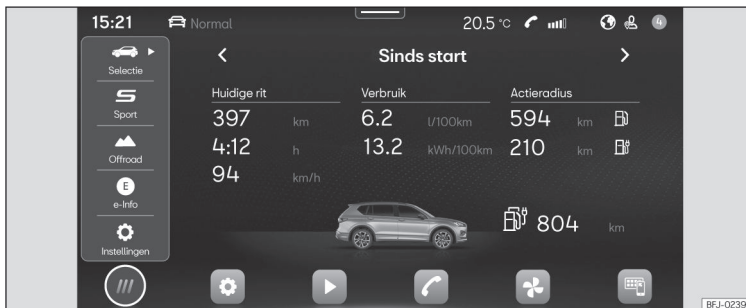 15:21 Normal 20.5 °C 4
Selectie
Sport
Offroad
E
e-Info
Instellingen
Sinds start
Huidige rit Verbruik Actieradius
397 km 6.2 l/100km 594 km
4:12 h 13.2 kWh/100km 210 km
94 km/h
804 km
BFJ-0239